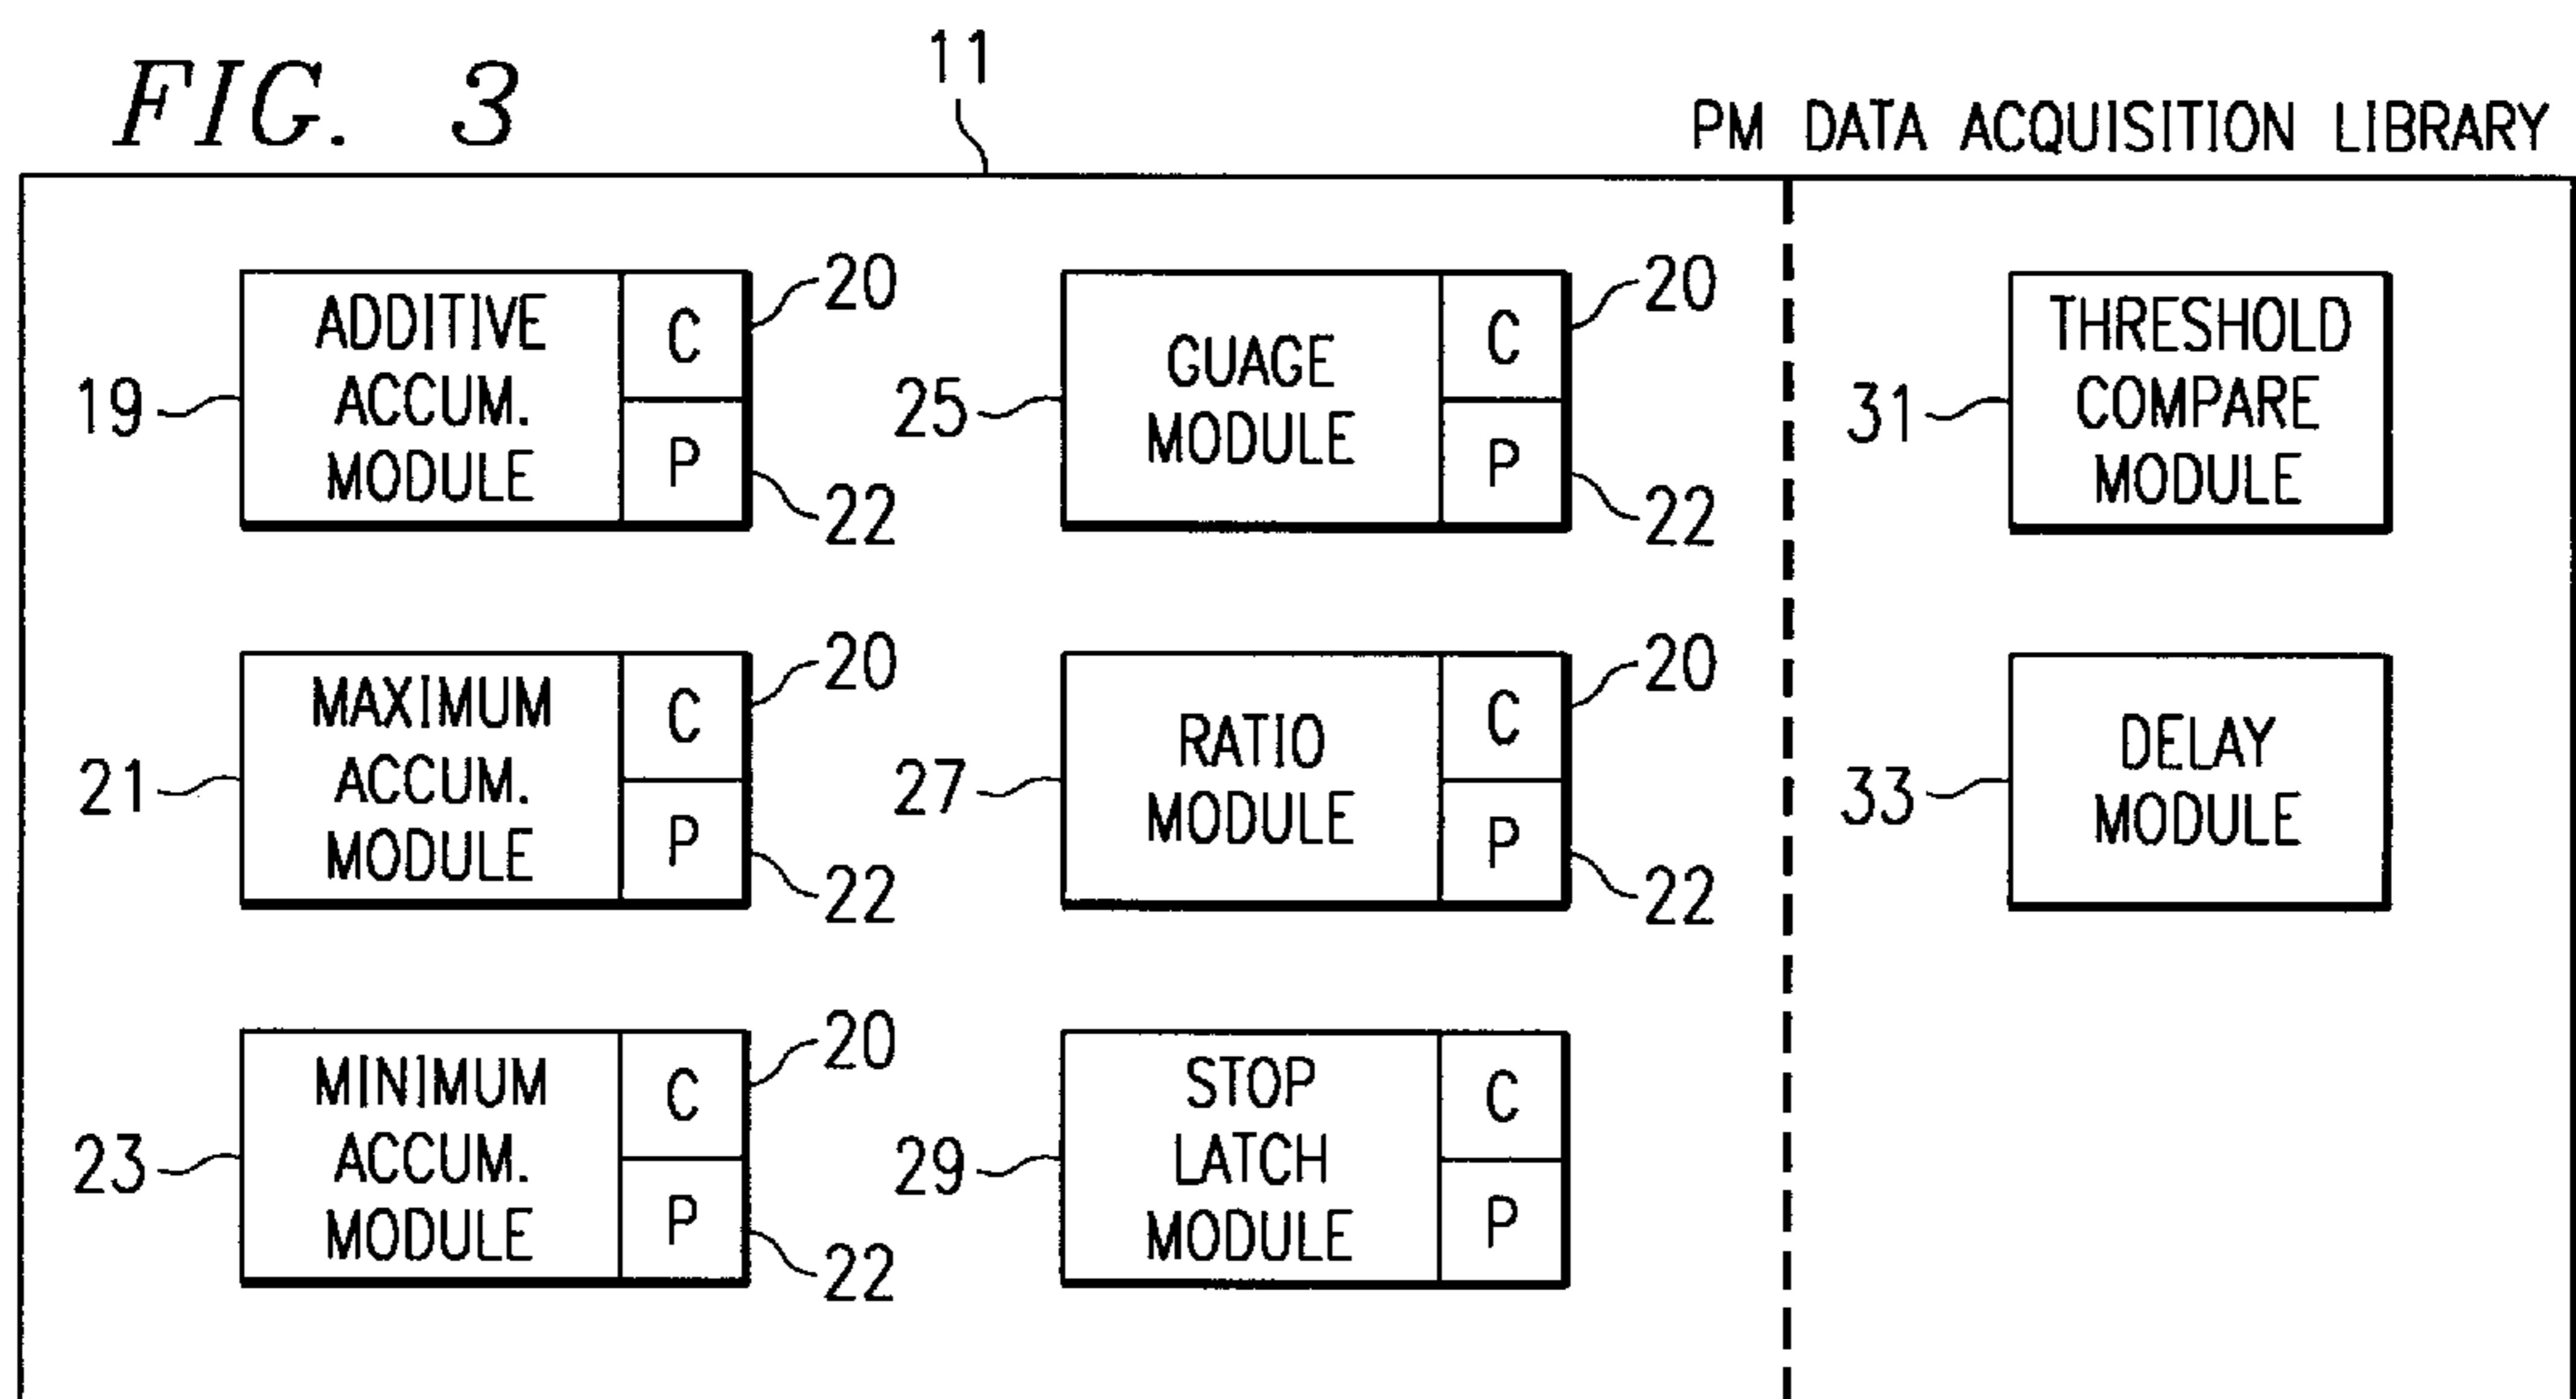 FIG. 3
11
PM DATA ACQUISITION LIBRARY
19
ADDITIVE
ACCUM.
MODULE
C
P
20
22
25
GUAGE
MODULE
C
P
20
22
31
THRESHOLD
COMPARE
MODULE
21
MAXIMUM
ACCUM.
MODULE
C
P
20
22
27
RATIO
MODULE
C
P
20
22
33
DELAY
MODULE
23
MINIMUM
ACCUM.
MODULE
C
P
20
22
29
STOP
LATCH
MODULE
C
P